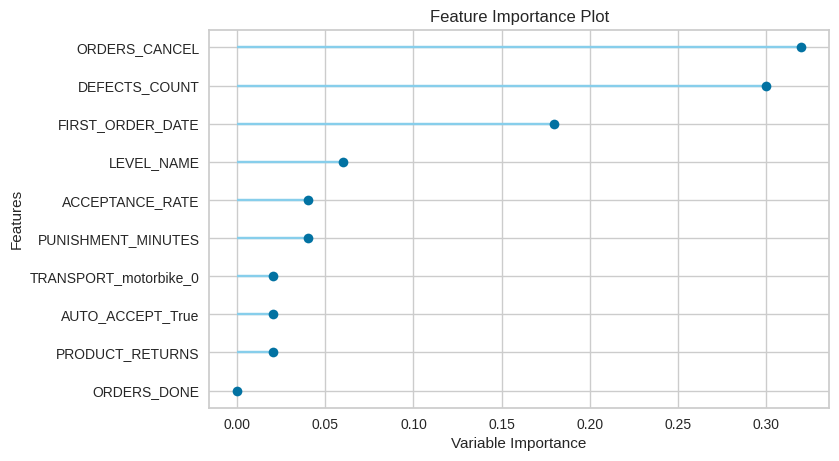 Feature Importance Plot
ORDERS_CANCEL
DEFECTS_COUNT
FIRST_ORDER_DATE
LEVEL_NAME
ACCEPTANCE_RATE
PUNISHMENT_MINUTES
TRANSPORT_motorbike_0
AUTO_ACCEPT_True
PRODUCT_RETURNS
ORDERS_DONE
Features
0.00 0.05 0.10 0.15 0.20 0.25 0.30
Variable Importance